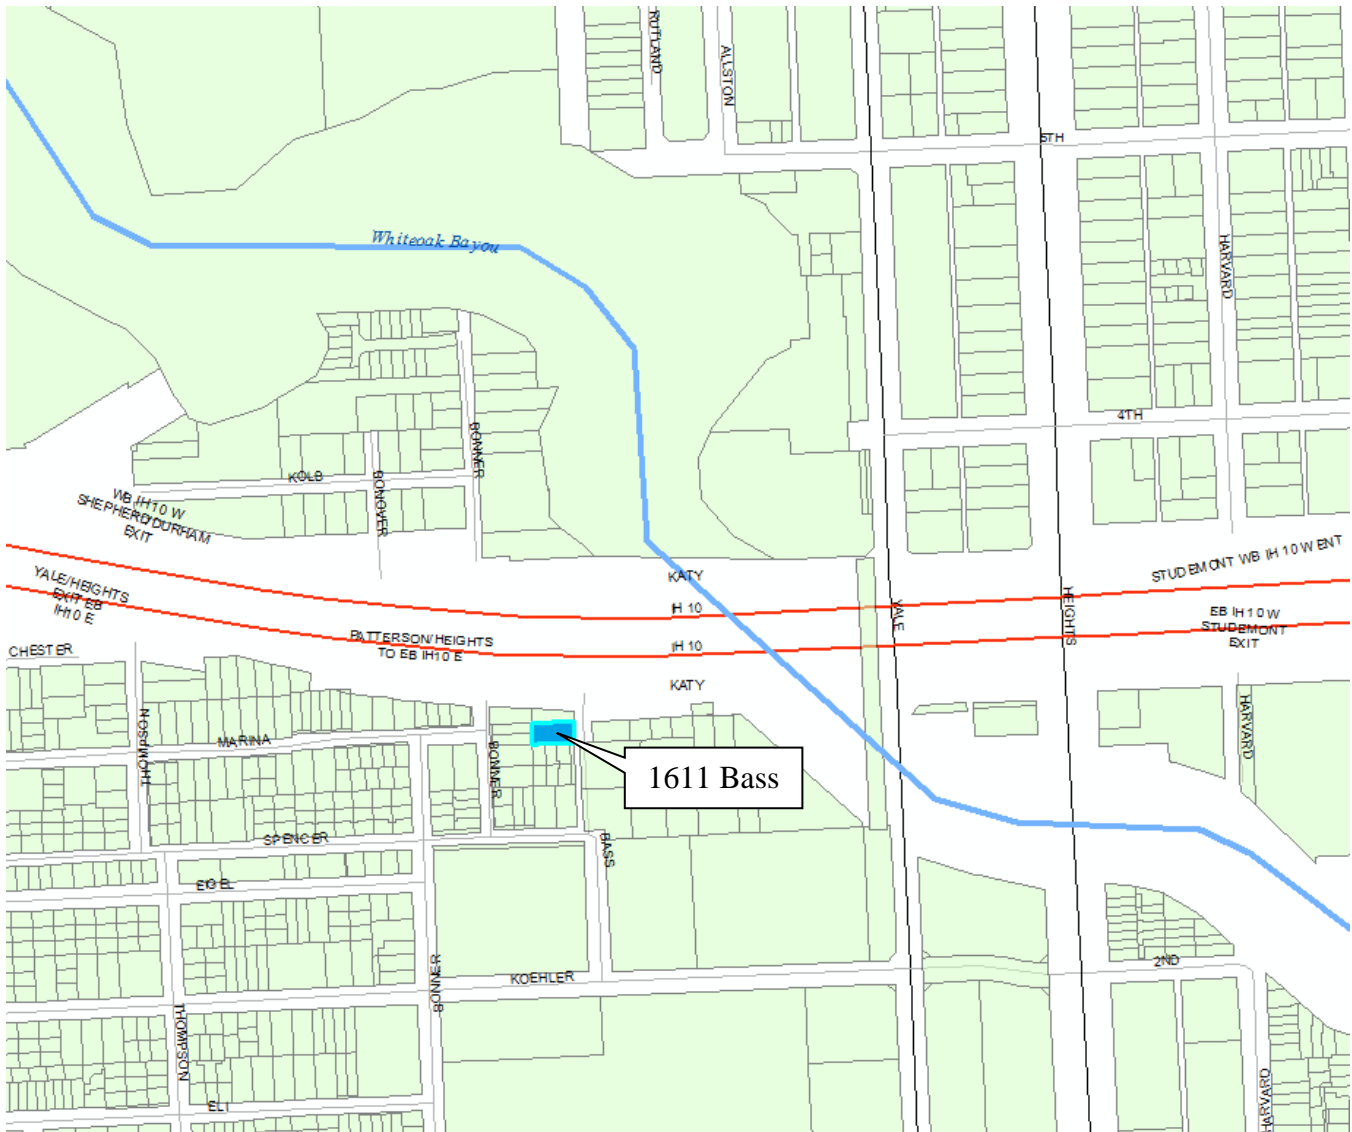 RUTLAND
ALLSTON
5TH
Whiteoak Bayou
HARVARD
4TH
BONNER
KOLB
BONOVER
WB IH 10 W
SHEPHERD/DURHAM
EXIT
STUDEMONT WB IH 10 W ENT
KATY
YALE/HEIGHTS
EXIT EB
IH10 E
IH 10
YALE
HEIGHTS
EB IH 10 W
STUDEMONT
EXIT
PATTERSON/HEIGHTS
TO EB IH10 E
IH 10
CHESTER
KATY
THOMPSON
MARINA
BONNER
HARVARD
1611 Bass
SPENCER
BASS
EIGEL
2ND
KOEHLER
BONNER
THOMPSON
HARVARD
ELI